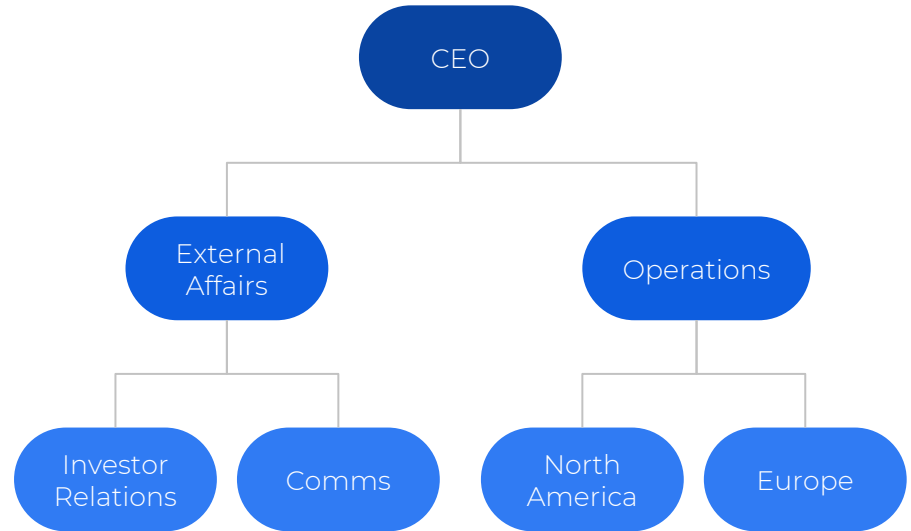 CEO
External
Affairs
Operations
Investor
Relations
Comms
North
America
Europe